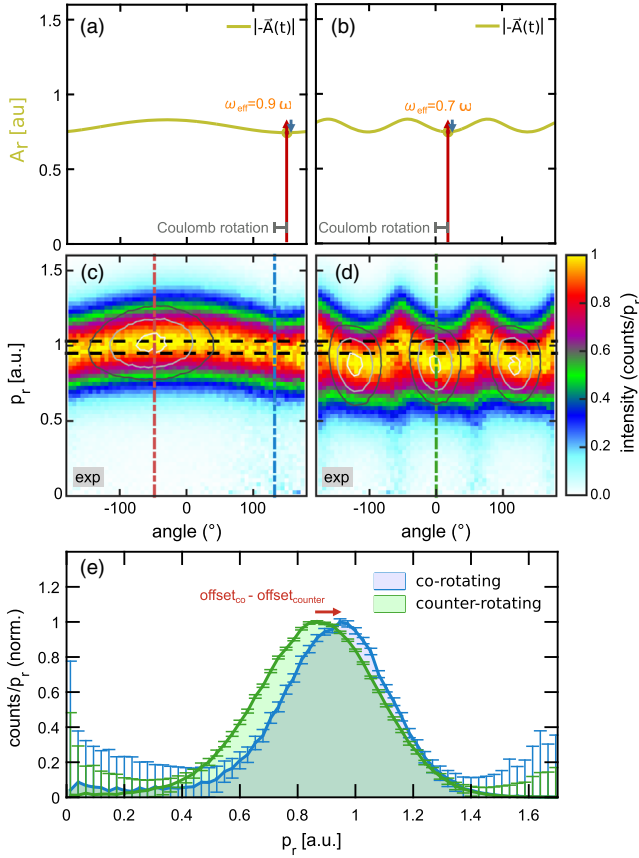 (a)
|-A⃗(t)|
(b)
|-A⃗(t)|
A_r [au]
1.5
1
0.5
0
ω_eff=0.9 ω
ω_eff=0.7 ω
Coulomb rotation
Coulomb rotation
(c)
(d)
p_r [a.u.]
1.5
1
0.5
0
exp
exp
-100
0
100
-100
0
100
angle (°)
angle (°)
1
0.8
0.6
0.4
0.2
0.0
intensity (counts/p_r)
(e)
offset_co - offset_counter
co-rotating
counter-rotating
counts/p_r (norm.)
1.2
1
0.8
0.6
0.4
0.2
0
0
0.2
0.4
0.6
0.8
1
1.2
1.4
1.6
p_r [a.u.]